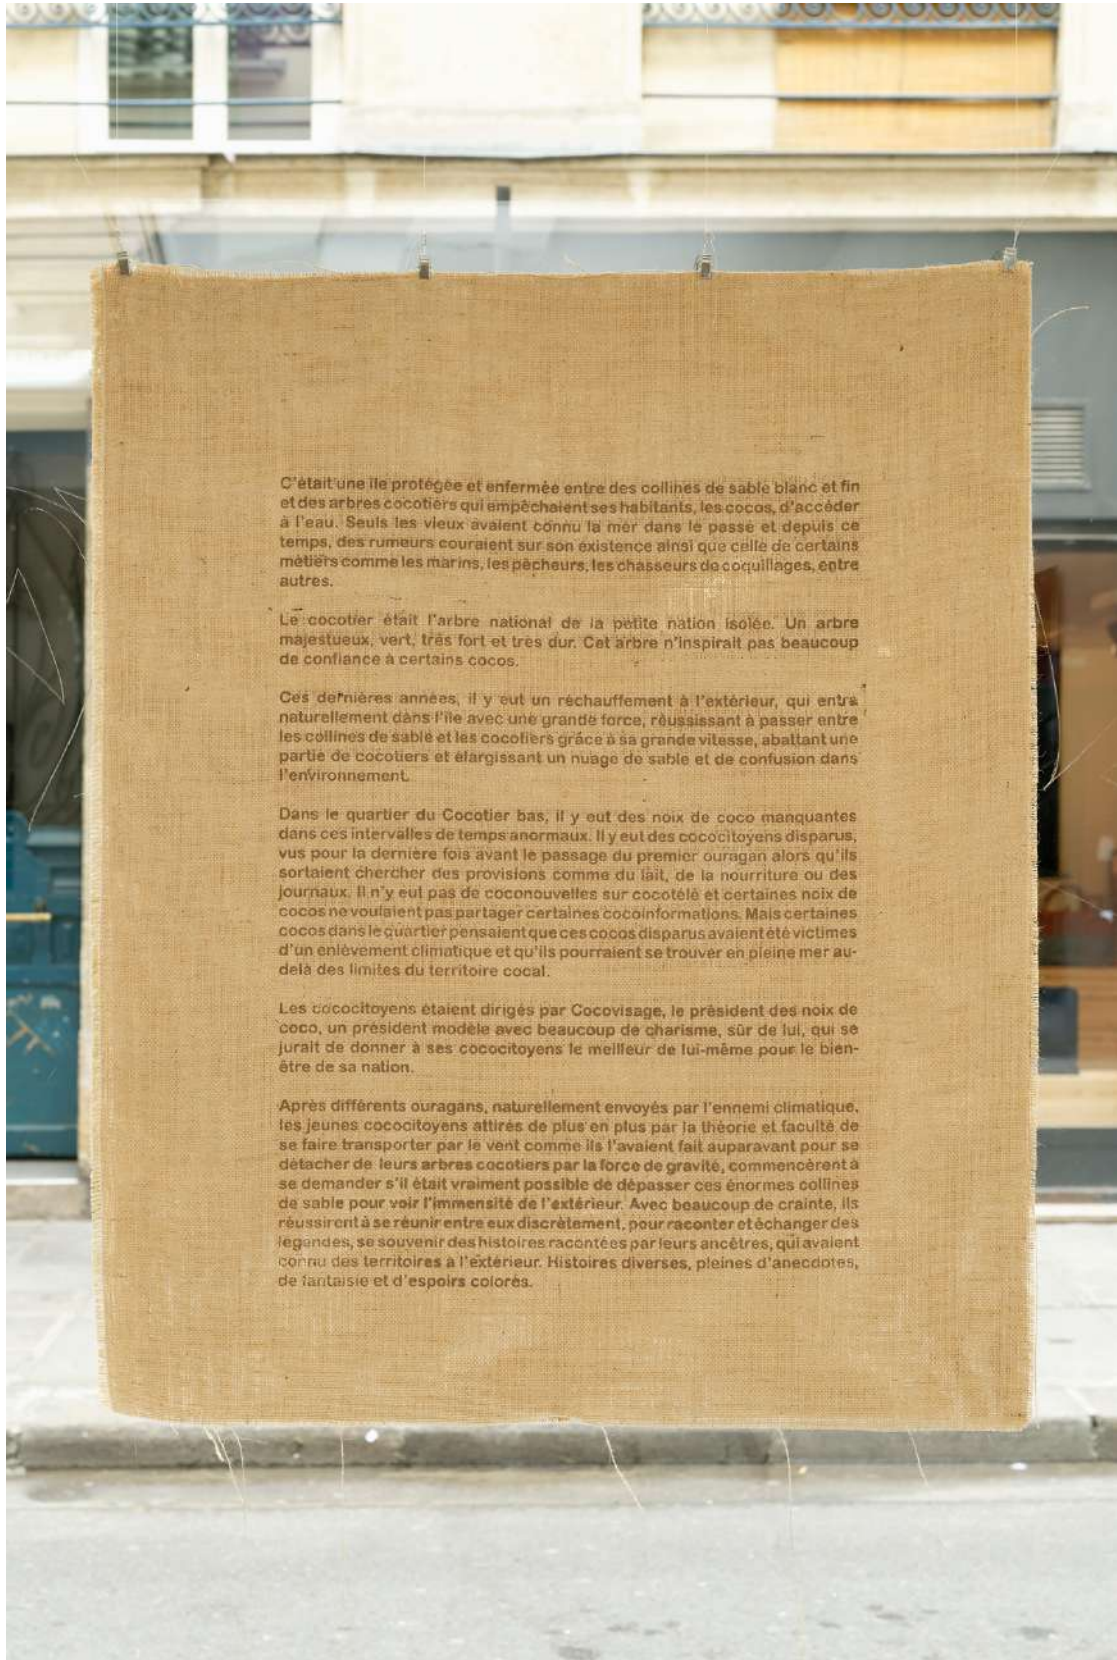 C'était une île protégée et enfermée entre des collines de sable blanc et fin
et des arbres cocotiers qui empêchaient ses habitants, les cocos, d'accéder
à l'eau. Seuls les vieux avaient connu la mer dans le passé et depuis ce
temps, des rumeurs couraient sur son existence ainsi que celle de certains
métiers comme les marins, les pêcheurs, les chasseurs de coquillages, entre
autres.
Le cocotier était l'arbre national de la petite nation isolée. Un arbre
majestueux, vert, très fort et très dur. Cet arbre n'inspirait pas beaucoup
de confiance à certains cocos.
Ces dernières années, il y eut un réchauffement à l'extérieur, qui entra
naturellement dans l'île avec une grande force, réussissant à passer entre
les collines de sable et les cocotiers grâce à sa grande vitesse, abattant une
partie de cocotiers et élargissant un nuage de sable et de confusion dans
l'environnement.
Dans le quartier du Cocotier bas, il y eut des noix de coco manquantes
dans ces intervalles de temps anormaux. Il y eut des cococitoyens disparus,
vus pour la dernière fois avant le passage du premier ouragan alors qu'ils
sortaient chercher des provisions comme du lait, de la nourriture ou des
journaux. Il n'y eut pas de coconouvelles sur cocotélé et certaines noix de
cocos ne voulaient pas partager certaines cocoinformations. Mais certaines
cocos dans le quartier pensaient que ces cocos disparus avaient été victimes
d'un enlèvement climatique et qu'ils pourraient se trouver en pleine mer au-
delà des limites du territoire cocal.
Les cococitoyens étaient dirigés par Cocovisage, le président des noix de
coco, un président modèle avec beaucoup de charisme, sûr de lui, qui se
jurait de donner à ses cococitoyens le meilleur de lui-même pour le bien-
être de sa nation.
Après différents ouragans, naturellement envoyés par l'ennemi climatique,
les jeunes cococitoyens attirés de plus en plus par la théorie et faculté de
se faire transporter par le vent comme ils l'avaient fait auparavant pour se
détacher de leurs arbres cocotiers par la force de gravité, commencèrent à
se demander s'il était vraiment possible de dépasser ces énormes collines
de sable pour voir l'immensité de l'extérieur. Avec beaucoup de crainte, ils
réussirent à se réunir entre eux discrètement, pour raconter et échanger des
légendes, se souvenir des histoires racontées par leurs ancêtres, qui avaient
connu des territoires à l'extérieur. Histoires diverses, pleines d'anecdotes,
de fantaisie et d'espoirs colorés.